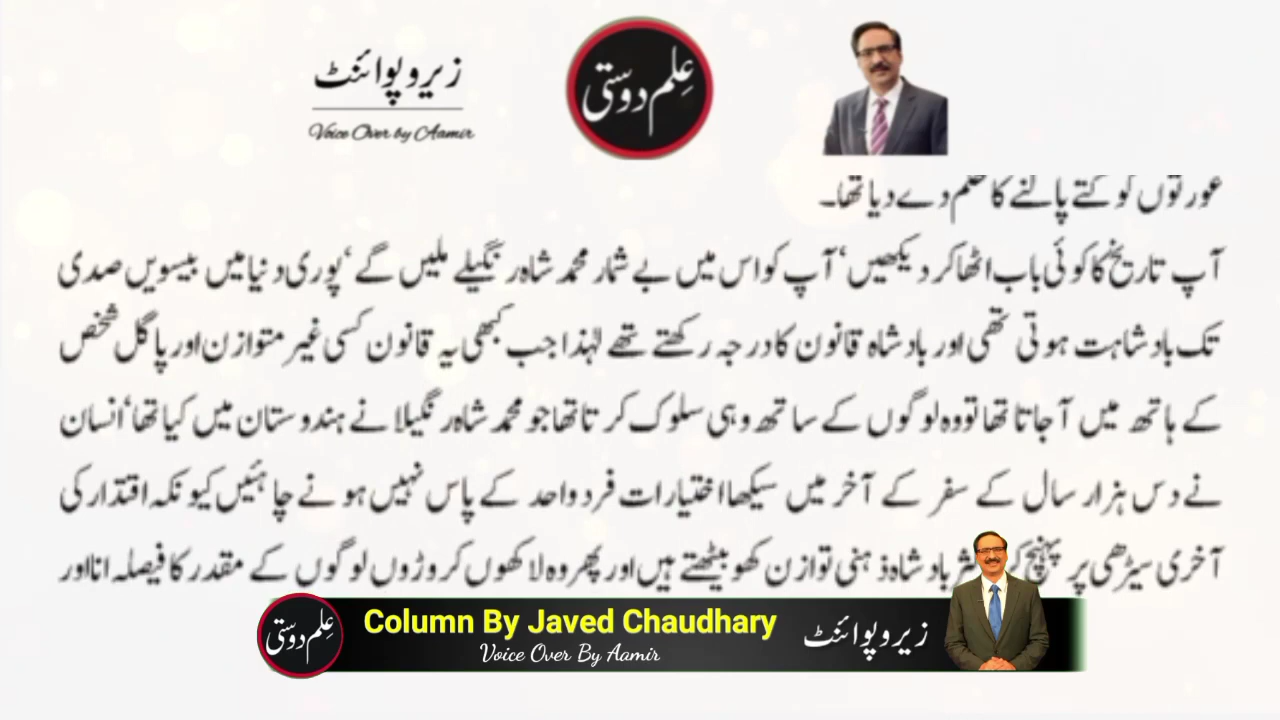 زیرو پوائنٹ
Voice Over by Aamir
عِلم دوستی
عورتوں کو کتے پالنے کا حکم دے دیا تھا۔
آپ تاریخ کا کوئی باب اٹھا کر دیکھیں‘ آپ کو اس میں بے شمار محمد شاہ رنگیلے ملیں گے‘ پوری دنیا میں بیسویں صدی
تک بادشاہت ہوتی تھی اور بادشاہ قانون کا درجہ رکھتے تھے لہٰذا جب کبھی یہ قانون کسی غیر متوازن اور پاگل شخص
کے ہاتھ میں آ جاتا تھا تو وہ لوگوں کے ساتھ وہی سلوک کرتا تھا جو محمد شاہ رنگیلا نے ہندوستان میں کیا تھا‘ انسان
نے دس ہزار سال کے سفر کے آخر میں سیکھا اختیارات فرد واحد کے پاس نہیں ہونے چاہئیں کیونکہ اقتدار کی
آخری سیڑھی پر پہنچ کر بادشاہ ذہنی توازن کھو بیٹھتے ہیں اور پھر وہ لاکھوں کروڑوں لوگوں کے مقدر کا فیصلہ انا اور
عِلم دوستی
Column By Javed Chaudhary
Voice Over By Aamir
زیرو پوائنٹ